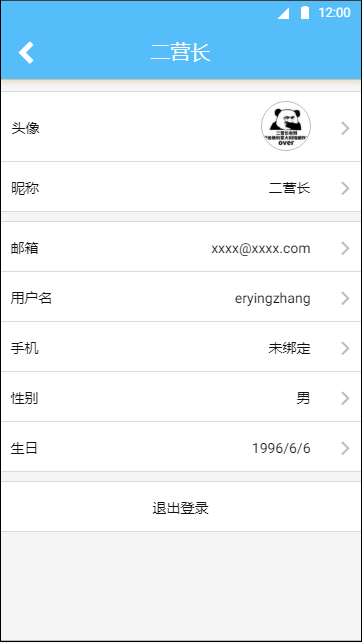 12:00
二营长
头像
over
昵称 二营长
邮箱 xxxx@xxxx.com
用户名 eryingzhang
手机 未绑定
性别 男
生日 1996/6/6
退出登录